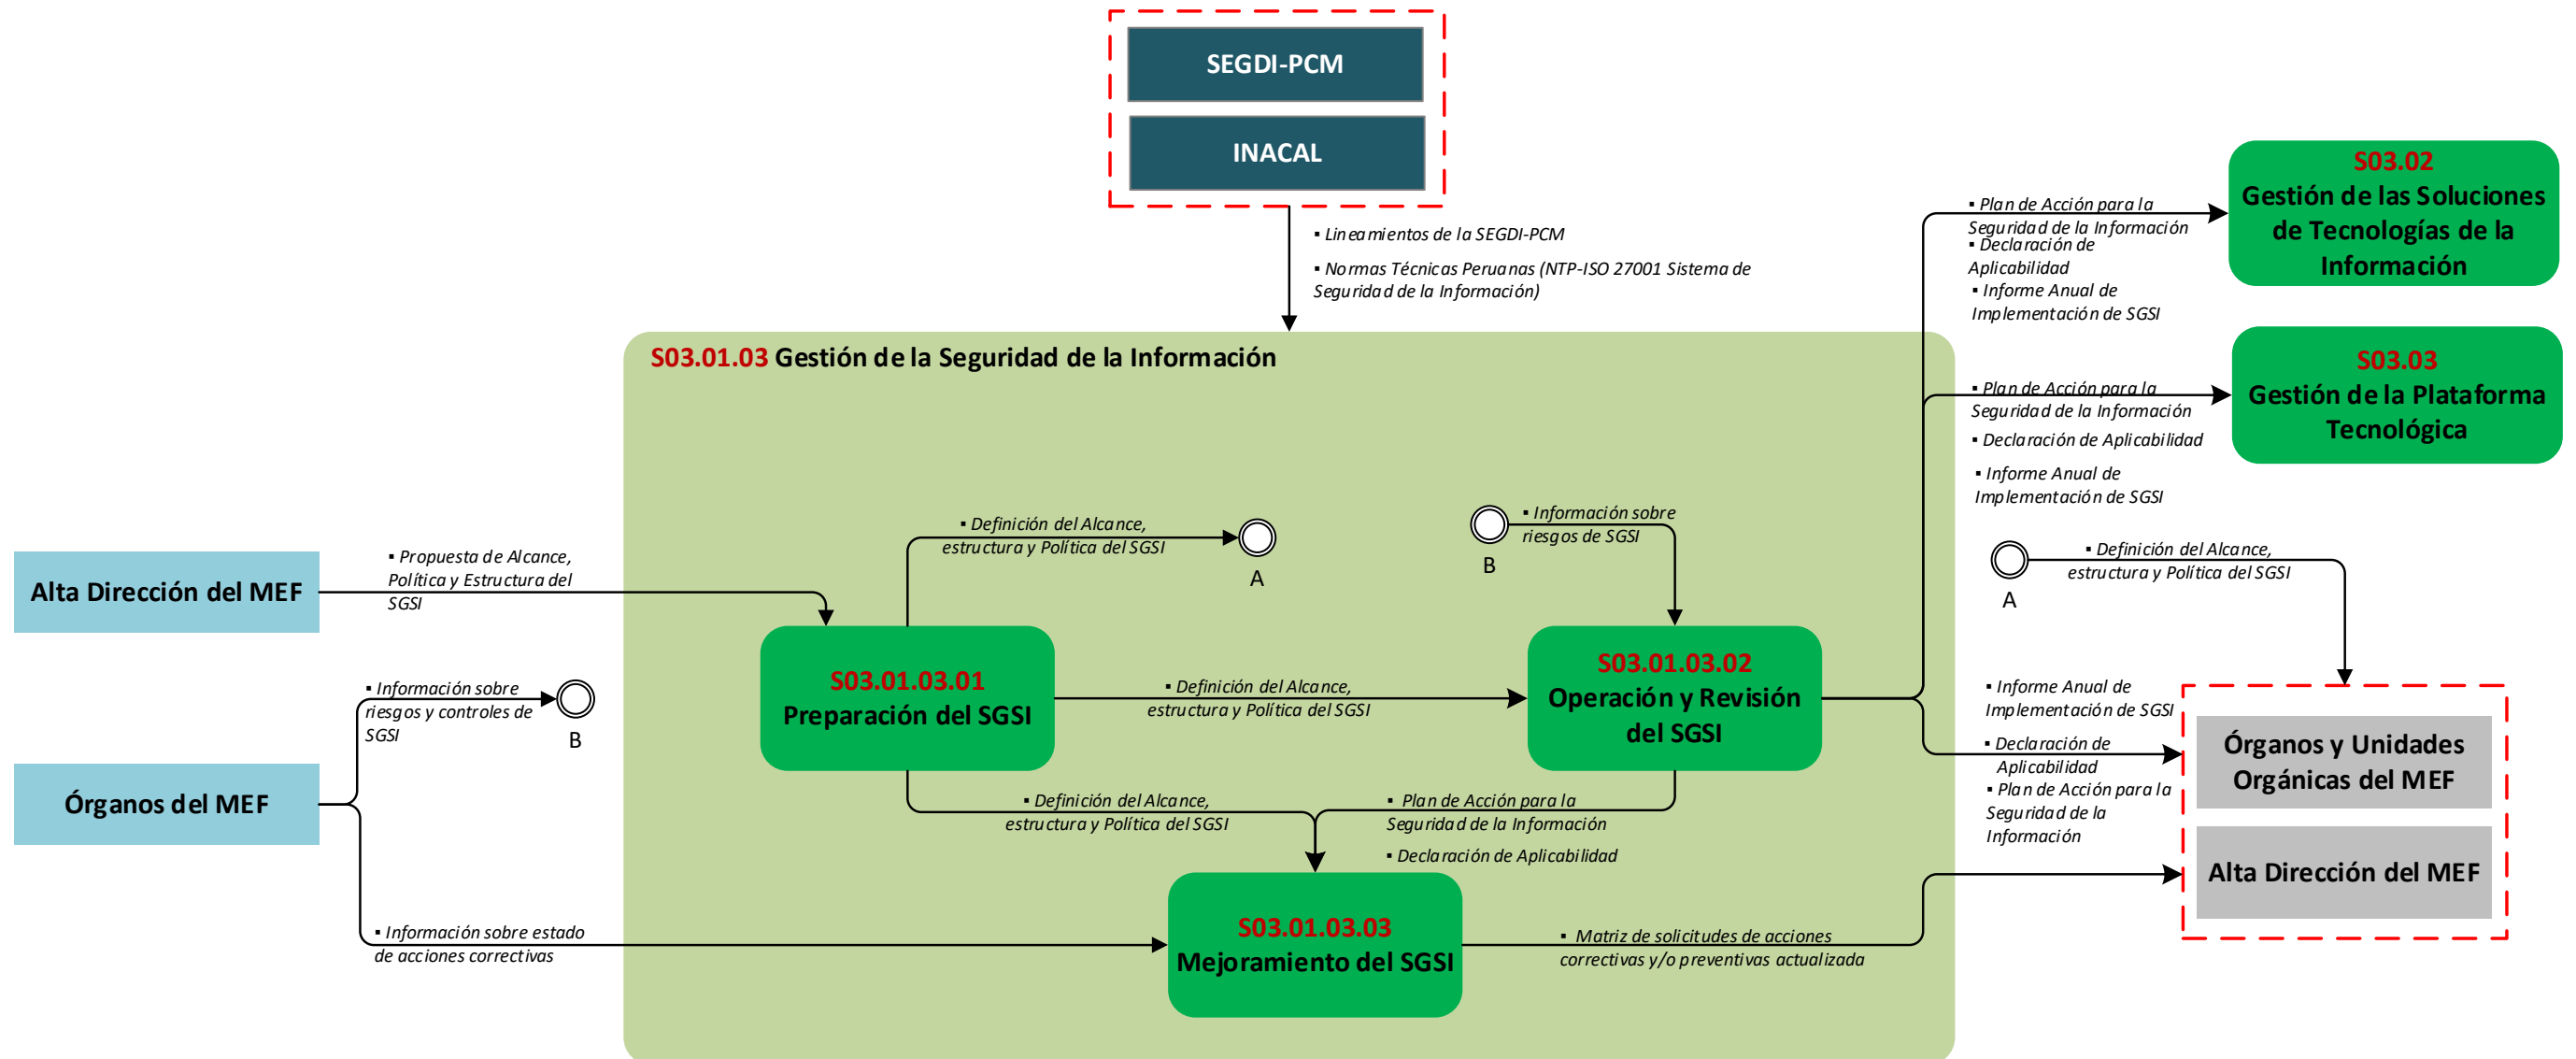 SEGDI-PCM
INACAL
▪ Lineamientos de la SEGDI-PCM
▪ Normas Técnicas Peruanas (NTP-ISO 27001 Sistema de
Seguridad de la Información)
S03.02
Gestión de las Soluciones
de Tecnologías de la
Información
▪ Plan de Acción para la
Seguridad de la Información
▪ Declaración de
Aplicabilidad
▪ Informe Anual de
Implementación de SGSI
S03.03
Gestión de la Plataforma
Tecnológica
▪ Plan de Acción para la
Seguridad de la Información
▪ Declaración de Aplicabilidad
▪ Informe Anual de
Implementación de SGSI
S03.01.03 Gestión de la Seguridad de la Información
Alta Dirección del MEF
▪ Propuesta de Alcance,
Política y Estructura del
SGSI
▪ Definición del Alcance,
estructura y Política del SGSI
A
▪ Información sobre
riesgos de SGSI
B
▪ Definición del Alcance,
estructura y Política del SGSI
A
Órganos del MEF
▪ Información sobre
riesgos y controles de
SGSI
B
S03.01.03.01
Preparación del SGSI
▪ Definición del Alcance,
estructura y Política del SGSI
S03.01.03.02
Operación y Revisión
del SGSI
▪ Informe Anual de
Implementación de SGSI
▪ Declaración de
Aplicabilidad
▪ Plan de Acción para la
Seguridad de la
Información
Órganos y Unidades
Orgánicas del MEF
Alta Dirección del MEF
▪ Definición del Alcance,
estructura y Política del SGSI
▪ Plan de Acción para la
Seguridad de la Información
▪ Declaración de Aplicabilidad
▪ Información sobre estado
de acciones correctivas
S03.01.03.03
Mejoramiento del SGSI
▪ Matriz de solicitudes de acciones
correctivas y/o preventivas actualizada